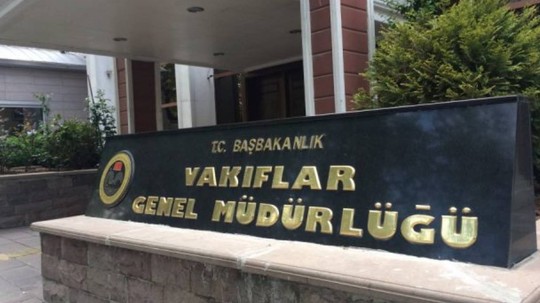 T.C. BAŞBAKANLIK
VAKIFLAR
GENEL MÜDÜRLÜĞÜ